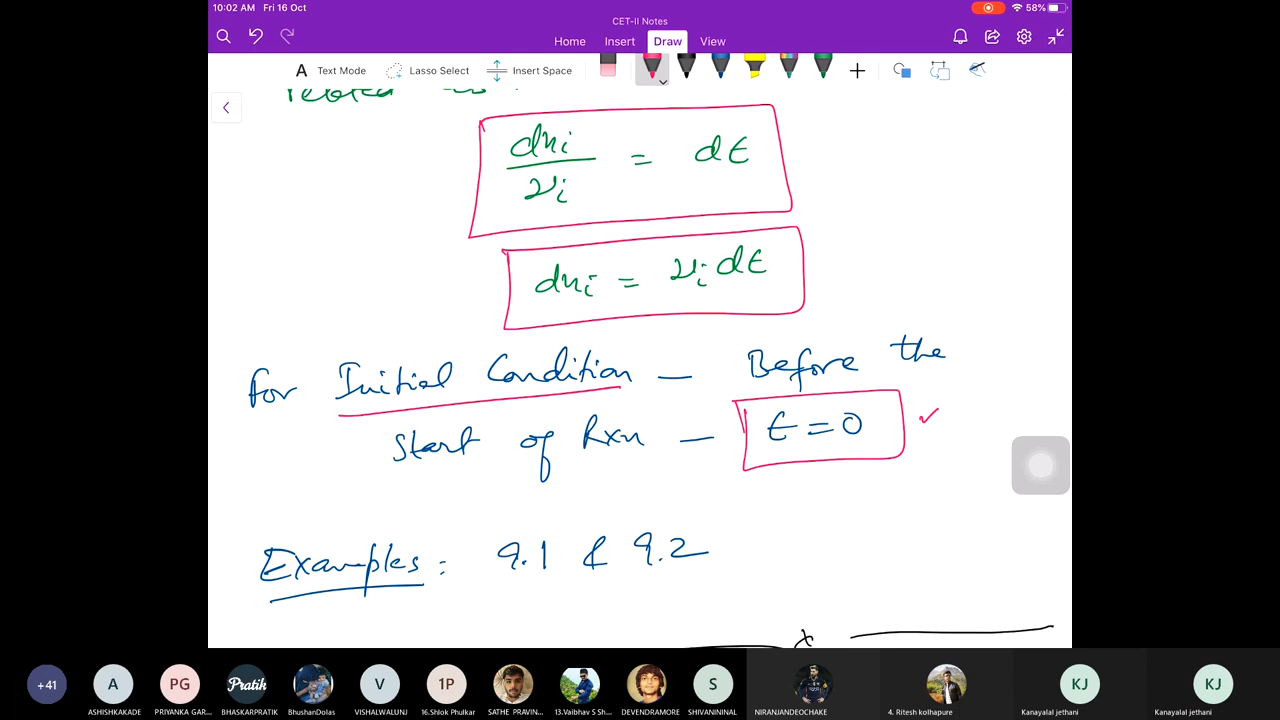 10:02 AM Fri 16 Oct
58%
CET-II Notes
Home Insert Draw View
A Text Mode Lasso Select Insert Space
dni / νi = dε
dni = νi dε
for Initial Condition — Before the
Start of Rxn — ε = 0 ✓
Examples: 9.1 & 9.2
+41 A PG Pratik V 1P S KJ KJ
ASHISHKAKADE PRIYANKA GAR... BHASKARPRATIK BhushanDolas VISHALWALUNJ 16.Shlok Phulkar SATHE PRAVIN... 13.Vaibhav S Sh... DEVENDRAMORE SHIVANINNAL NIRANJANDEOCHAKE 4. Ritesh kolhapure Kanayalal jethani Kanayalal jethani